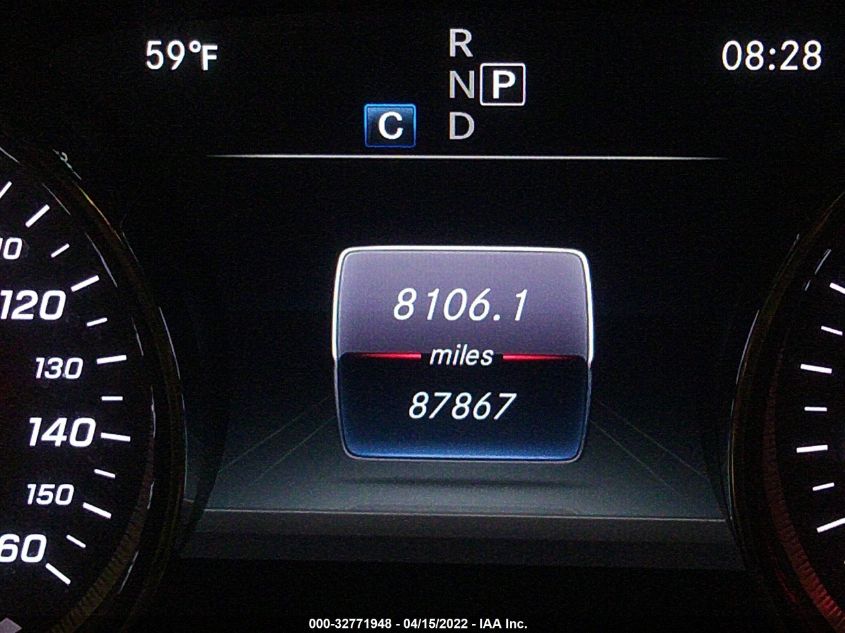 59°F
R
08:28
N P
C D
8106.1
miles
87867
120
130
140
150
000-32771948 - 04/15/2022 - IAA Inc.